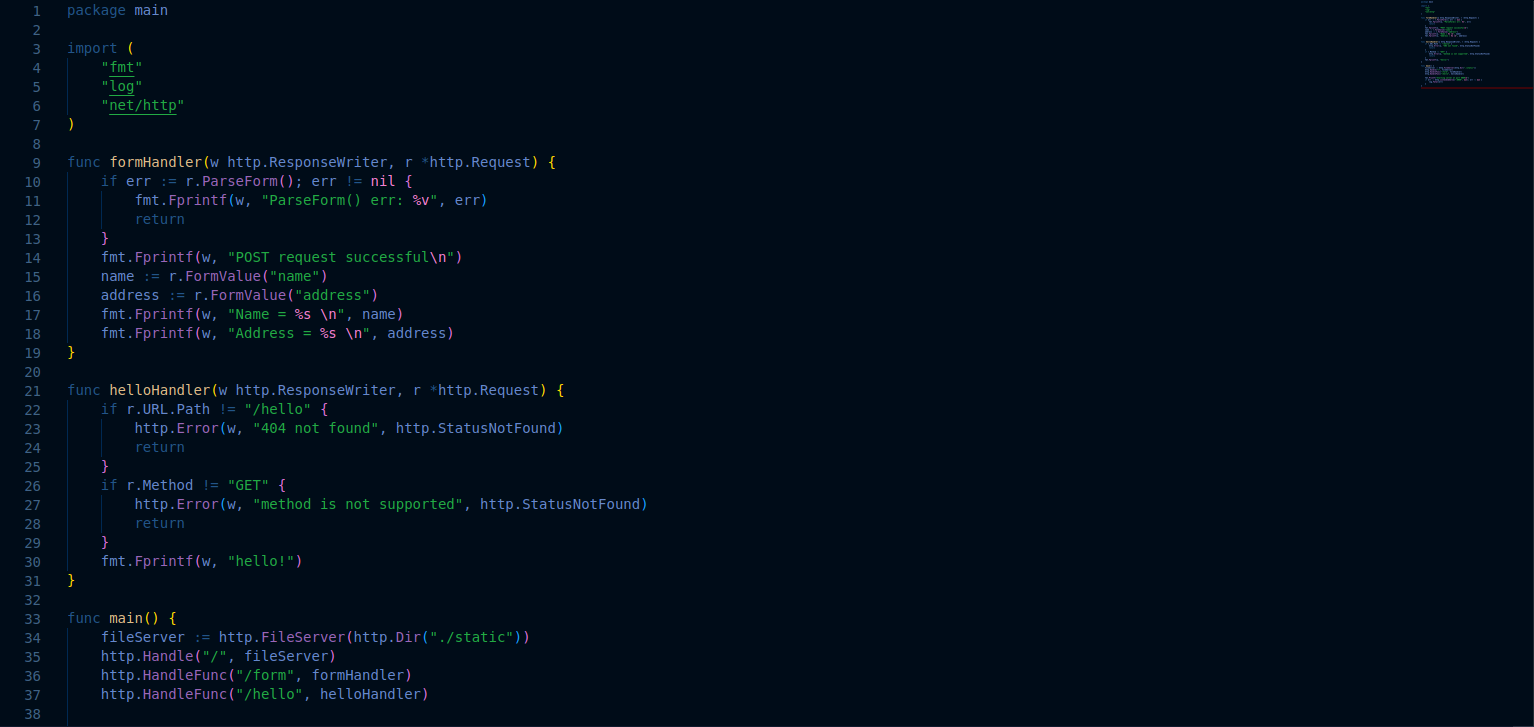 1 package main
2
3 import (
4     "fmt"
5     "log"
6     "net/http"
7 )
8
9 func formHandler(w http.ResponseWriter, r *http.Request) {
10     if err := r.ParseForm(); err != nil {
11         fmt.Fprintf(w, "ParseForm() err: %v", err)
12         return
13     }
14     fmt.Fprintf(w, "POST request successful\n")
15     name := r.FormValue("name")
16     address := r.FormValue("address")
17     fmt.Fprintf(w, "Name = %s \n", name)
18     fmt.Fprintf(w, "Address = %s \n", address)
19 }
20
21 func helloHandler(w http.ResponseWriter, r *http.Request) {
22     if r.URL.Path != "/hello" {
23         http.Error(w, "404 not found", http.StatusNotFound)
24         return
25     }
26     if r.Method != "GET" {
27         http.Error(w, "method is not supported", http.StatusNotFound)
28         return
29     }
30     fmt.Fprintf(w, "hello!")
31 }
32
33 func main() {
34     fileServer := http.FileServer(http.Dir("./static"))
35     http.Handle("/", fileServer)
36     http.HandleFunc("/form", formHandler)
37     http.HandleFunc("/hello", helloHandler)
38